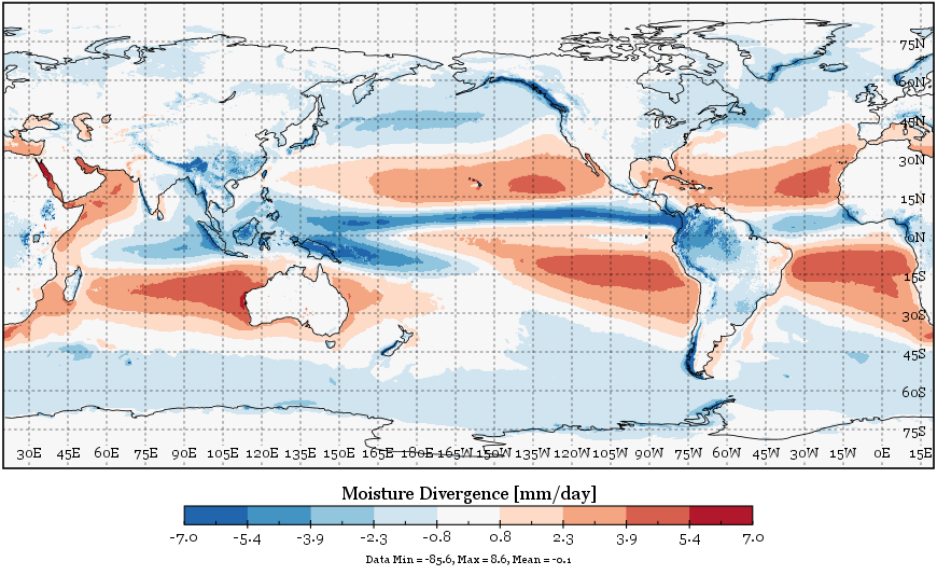 75N
60N
45N
30N
15N
0N
15S
30S
45S
60S
75S
30E 45E 60E 75E 90E 105E 120E 135E 150E 165E 180E 165W 150W 135W 120W 105W 90W 75W 60W 45W 30W 15W 0E 15E
Moisture Divergence [mm/day]
-7.0 -5.4 -3.9 -2.3 -0.8 0.8 2.3 3.9 5.4 7.0
Data Min = -85.6, Max = 8.6, Mean = -0.1